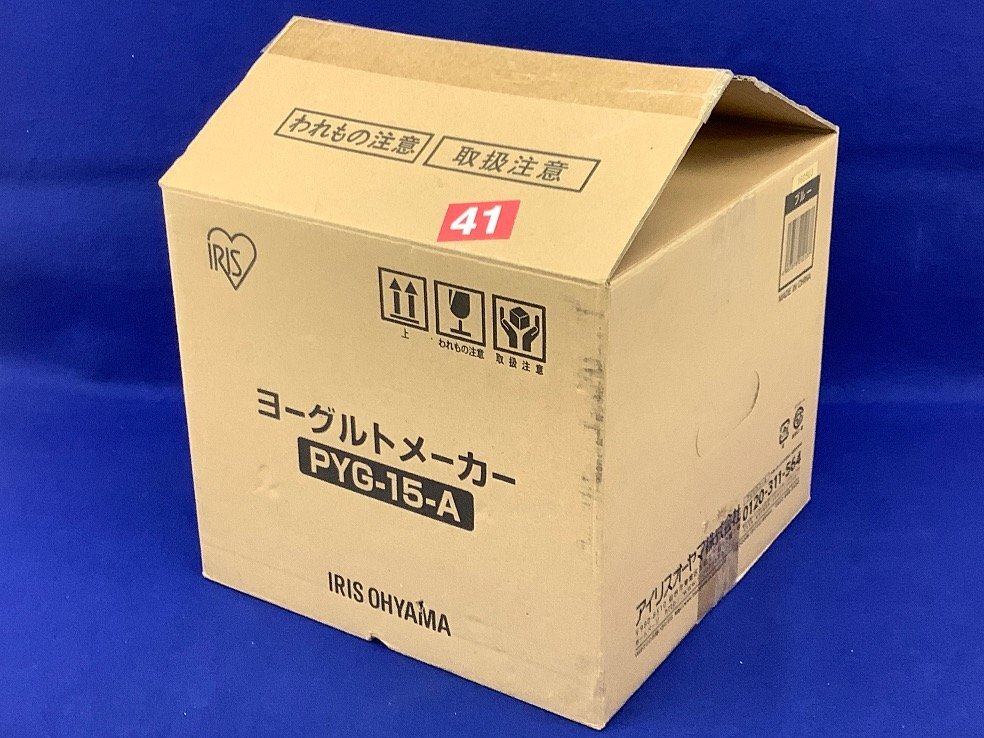 われもの注意
取扱注意
41
IRIS
上
われもの注意
取扱注意
ヨーグルトメーカー
PYG-15-A
IRIS OHYAMA
ブルー
MADE IN CHINA
アイリスオーヤマ株式会社
0120-311-564